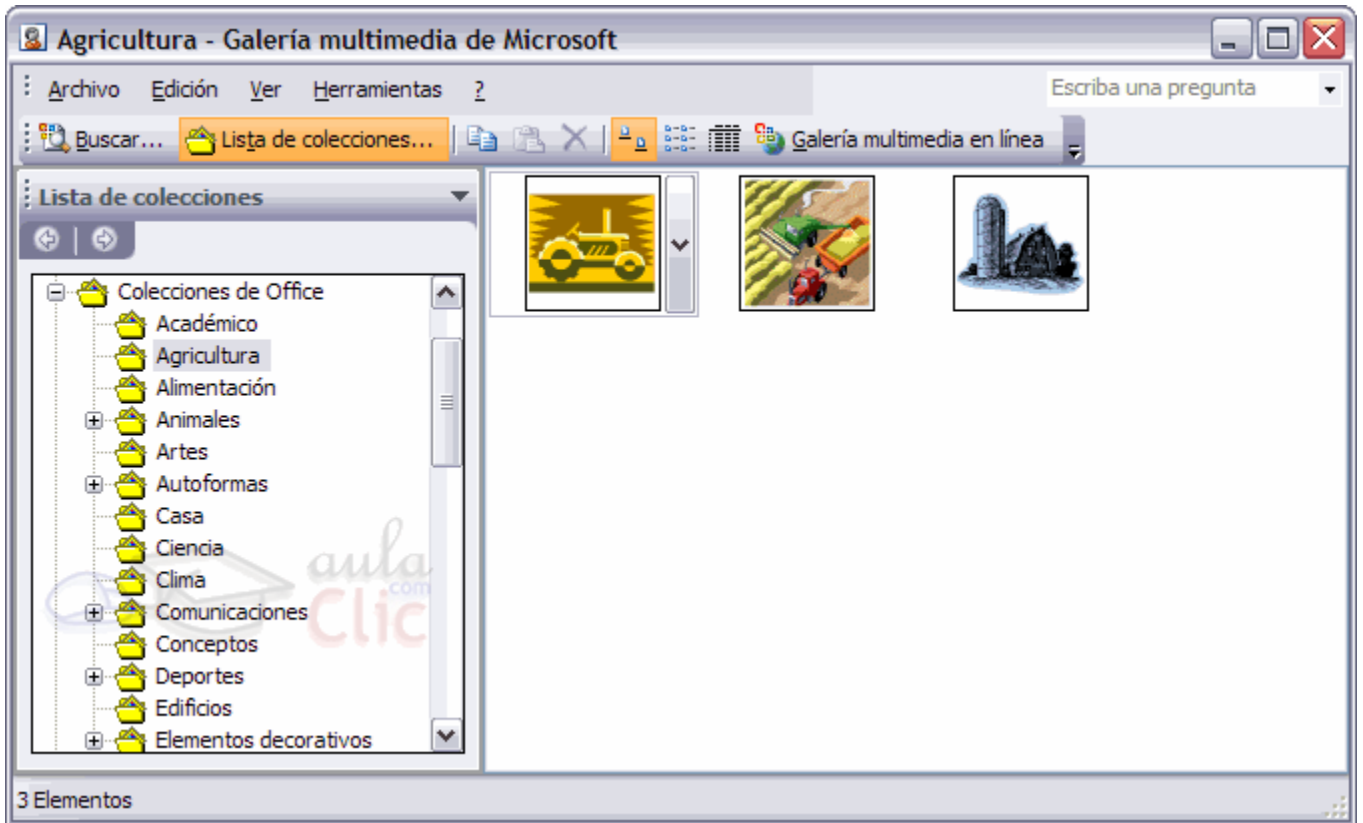 Agricultura - Galería multimedia de Microsoft
Archivo Edición Ver Herramientas ? Escriba una pregunta
Buscar... Lista de colecciones... Galería multimedia en línea
Lista de colecciones
Colecciones de Office
Académico
Agricultura
Alimentación
Animales
Artes
Autoformas
Casa
Ciencia
Clima
Comunicaciones
Conceptos
Deportes
Edificios
Elementos decorativos
aula
.com
Clic
3 Elementos